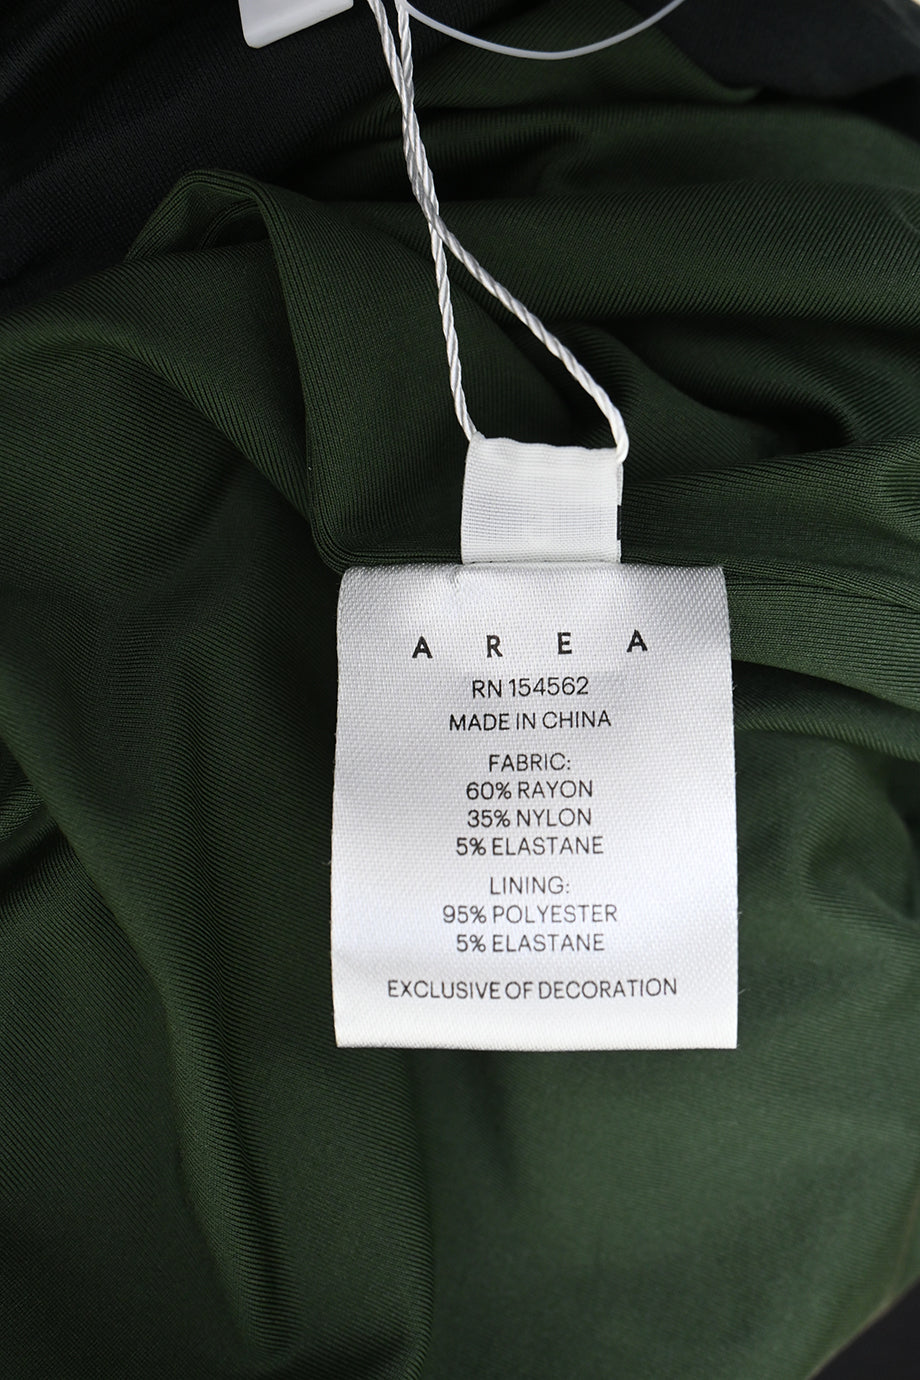 AREA
RN 154562
MADE IN CHINA
FABRIC:
60% RAYON
35% NYLON
5% ELASTANE
LINING:
95% POLYESTER
5% ELASTANE
EXCLUSIVE OF DECORATION